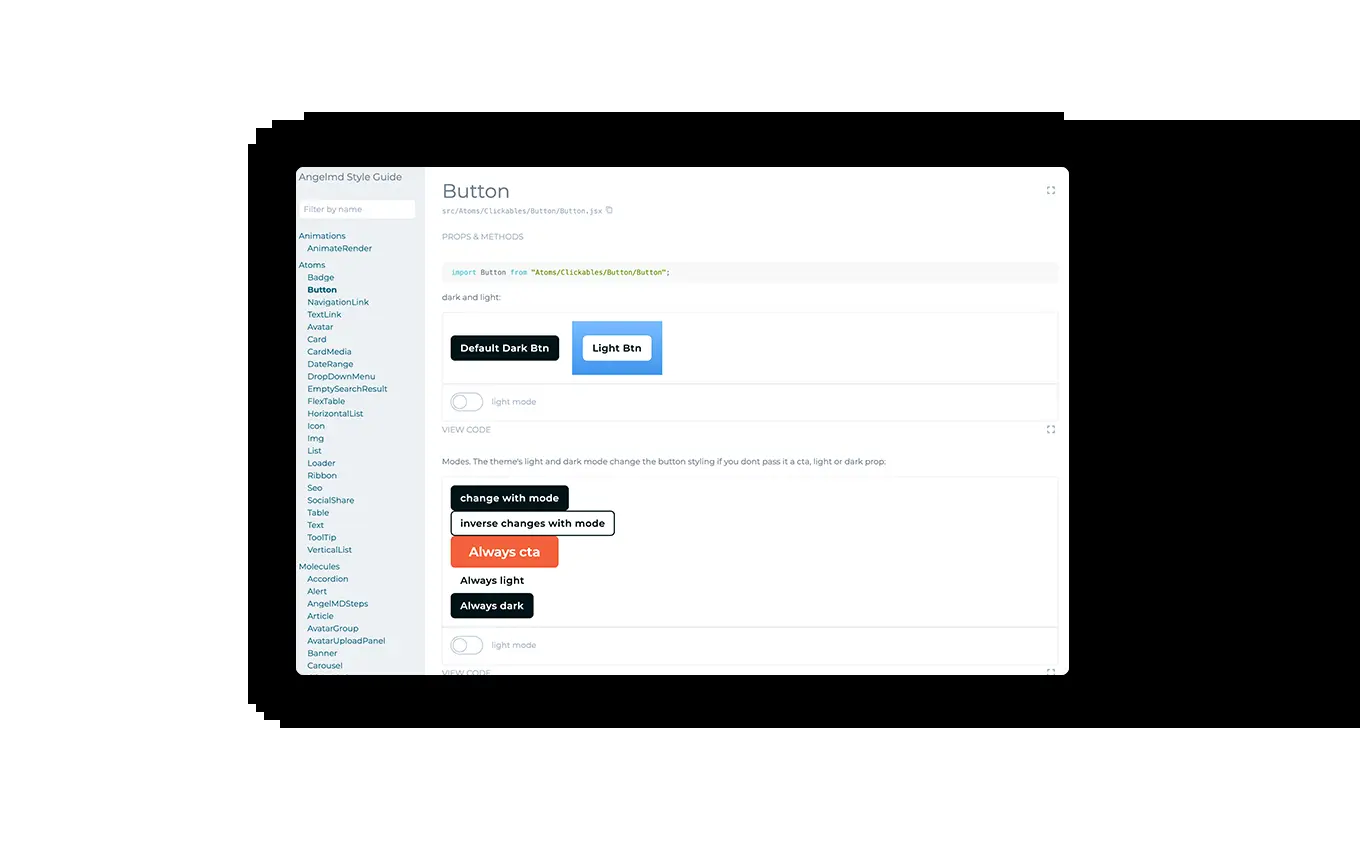 Angelmd Style Guide
Filter by name
Animations
AnimateRender
Atoms
Badge
Button
NavigationLink
TextLink
Avatar
Card
CardMedia
DateRange
DropDownMenu
EmptySearchResult
FlexTable
HorizontalList
Icon
Img
List
Loader
Ribbon
Seo
SocialShare
Table
Text
ToolTip
VerticalList
Molecules
Accordion
Alert
AngelMDSteps
Article
AvatarGroup
AvatarUploadPanel
Banner
Carousel
Button
src/Atoms/Clickables/Button/Button.jsx
PROPS & METHODS
import Button from "Atoms/Clickables/Button/Button";
dark and light:
Default Dark Btn
Light Btn
light mode
VIEW CODE
Modes. The theme's light and dark mode change the button styling if you dont pass it a cta, light or dark prop:
change with mode
inverse changes with mode
Always cta
Always light
Always dark
light mode
VIEW CODE